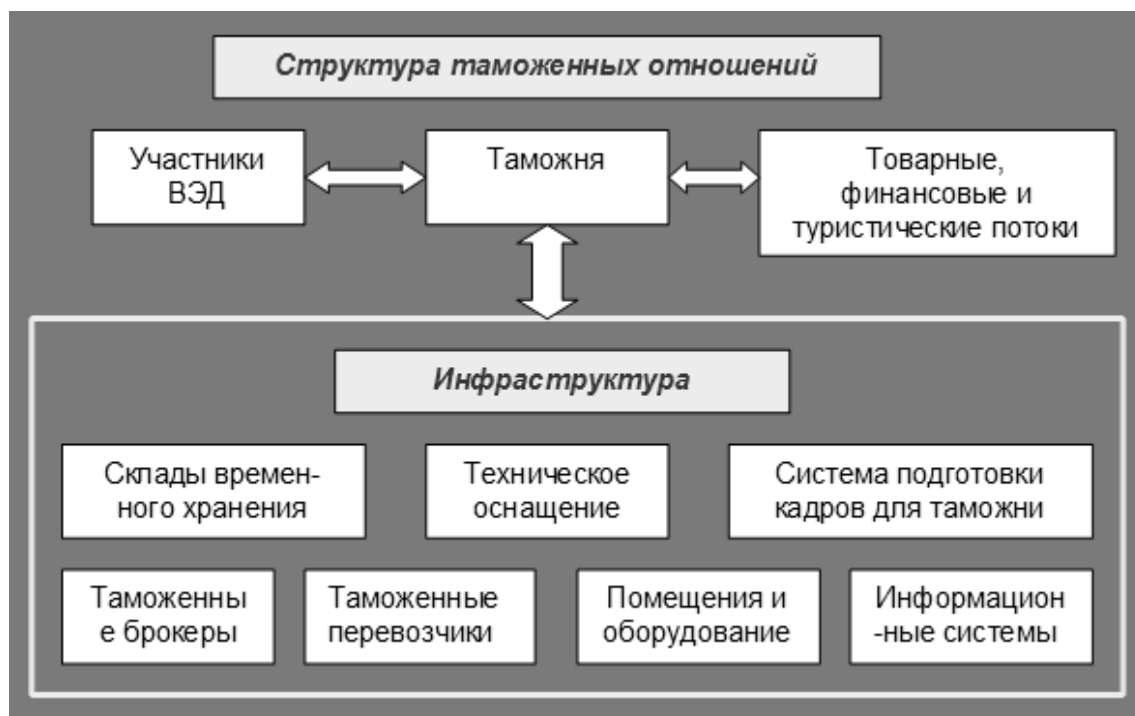 Структура таможенных отношений
Участники
ВЭД
Таможня
Товарные,
финансовые и
туристические потоки
Инфраструктура
Склады времен-
ного хранения
Техническое
оснащение
Система подготовки
кадров для таможни
Таможенны
е брокеры
Таможенные
перевозчики
Помещения и
оборудование
Информацион
-ные системы